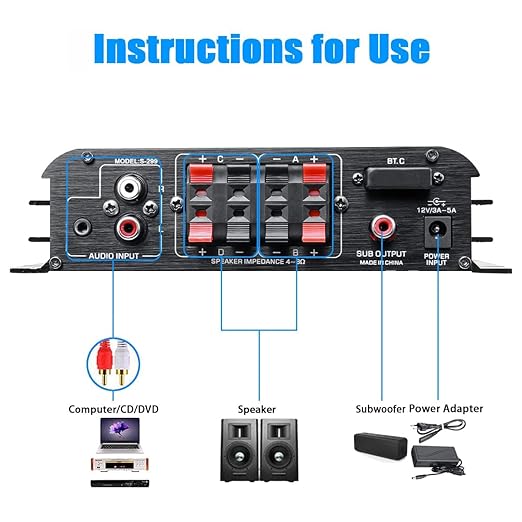 Instructions for Use
MODEL:S-299
+ C -
- A +
BT.C
R
L
12V/3A-5A
AUDIO INPUT
+ D -
- B +
SPEAKER IMPEDANCE 4~8Ω
SUB OUTPUT
MADE IN CHINA
POWER
INPUT
Computer/CD/DVD
Speaker
Subwoofer
Power Adapter